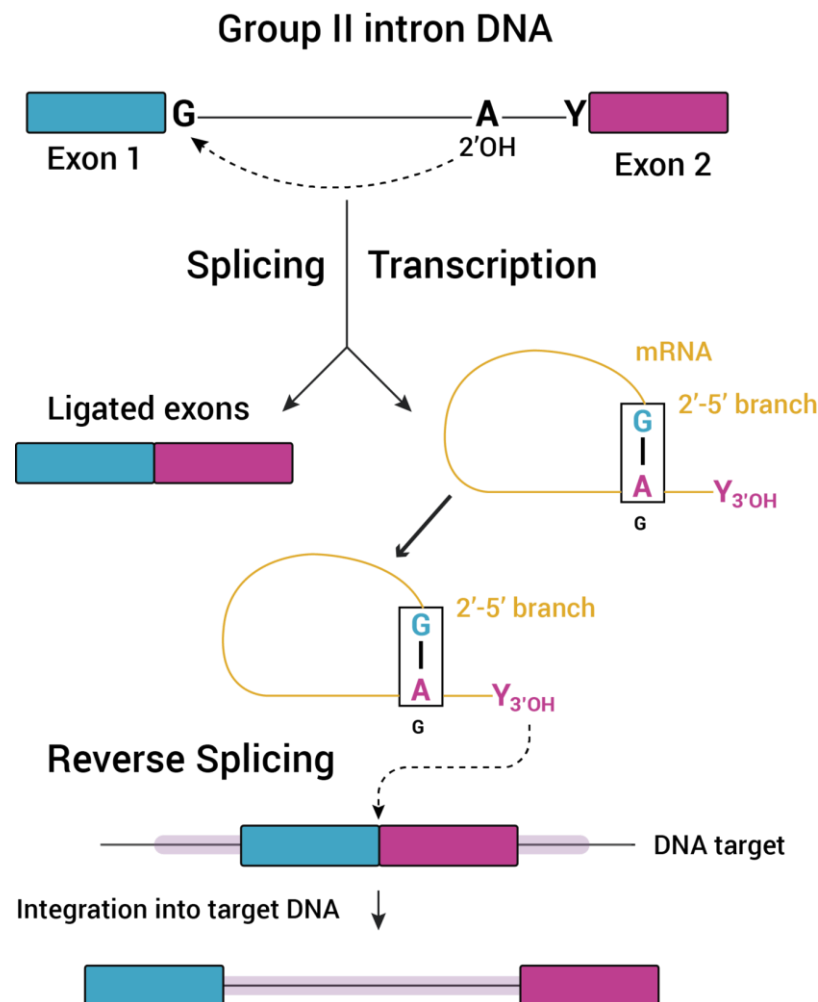 Group II intron DNA
G A Y
2'OH
Exon 1 Exon 2
Splicing Transcription
mRNA
2'-5' branch
Ligated exons
G
A Y3'OH
G
2'-5' branch
G
A Y3'OH
G
Reverse Splicing
DNA target
Integration into target DNA